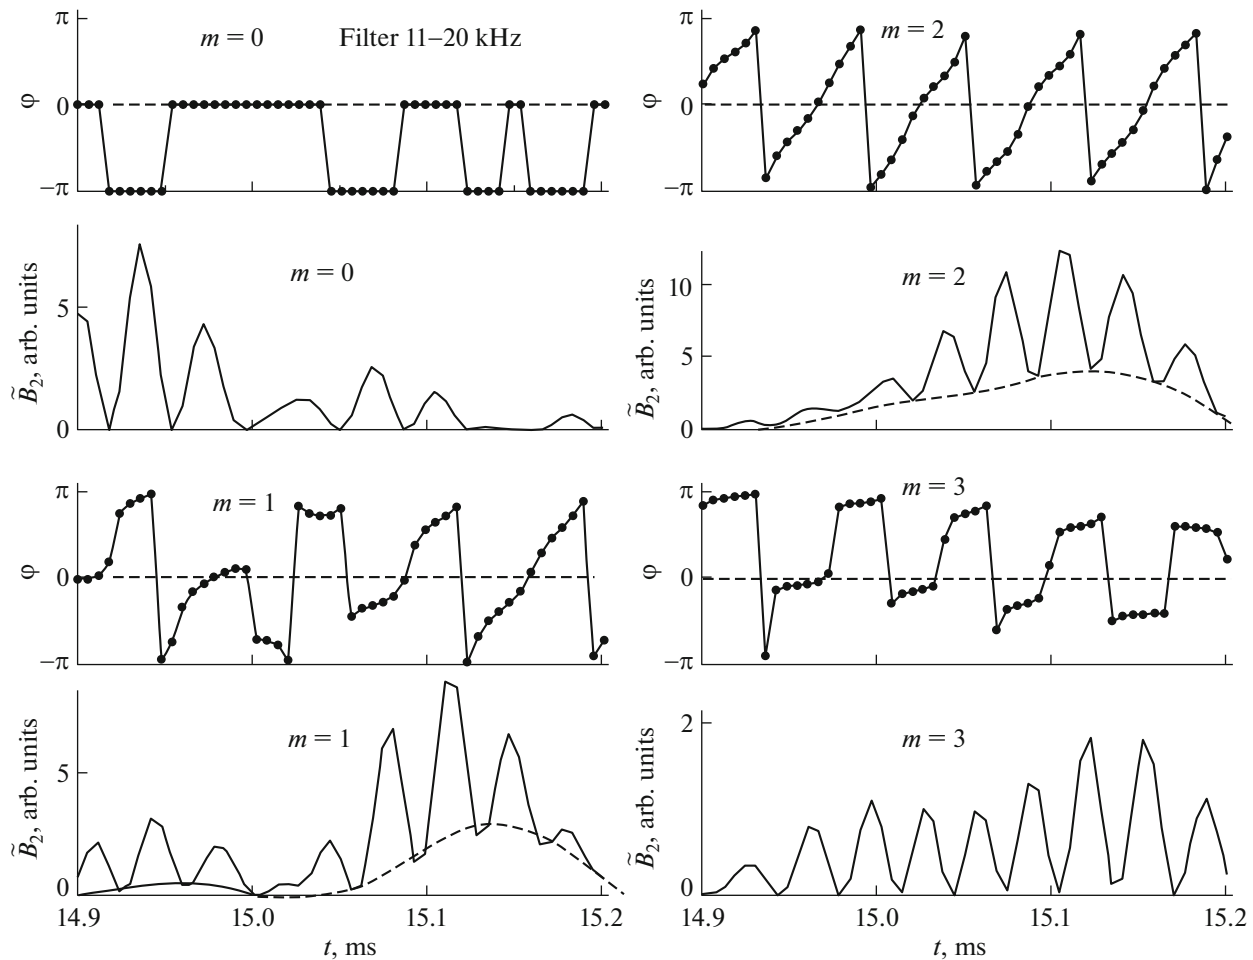 π
φ
0
−π
m = 0
Filter 11–20 kHz
π
φ
0
−π
m = 2
B̃₂, arb. units
5
0
m = 0
B̃₂, arb. units
10
5
0
m = 2
π
φ
0
−π
m = 1
π
φ
0
−π
m = 3
B̃₂, arb. units
5
0
m = 1
14.9 15.0 15.1 15.2
t, ms
B̃₂, arb. units
2
0
m = 3
14.9 15.0 15.1 15.2
t, ms